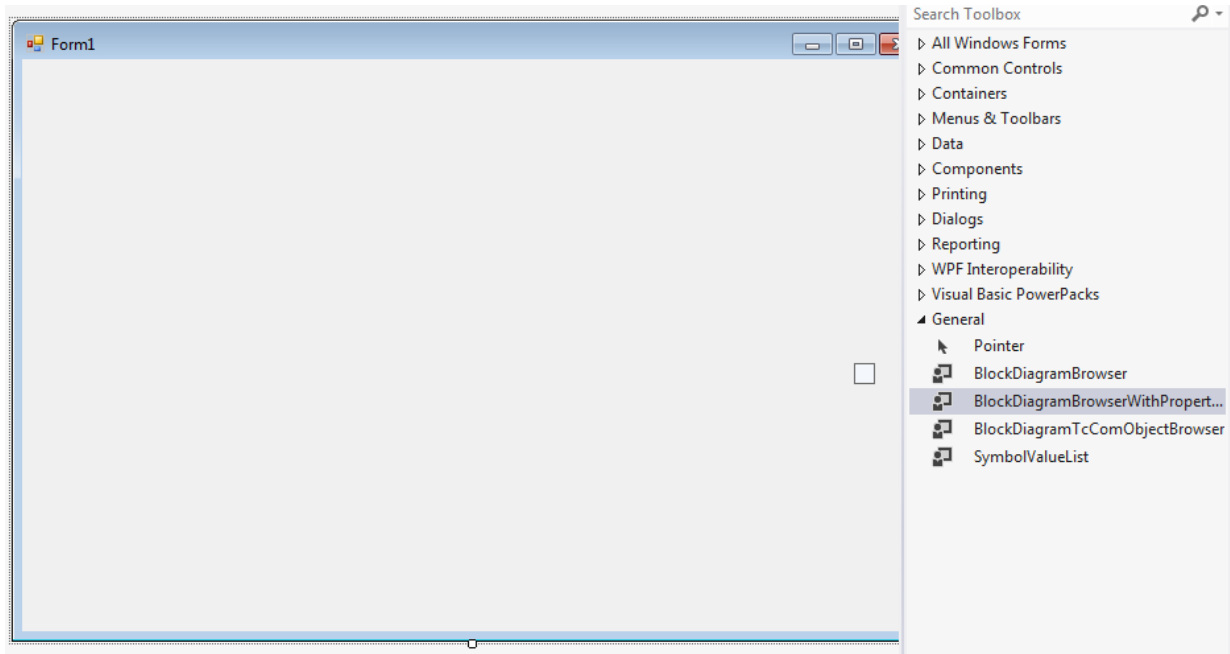 Form1
Search Toolbox
All Windows Forms
Common Controls
Containers
Menus & Toolbars
Data
Components
Printing
Dialogs
Reporting
WPF Interoperability
Visual Basic PowerPacks
General
Pointer
BlockDiagramBrowser
BlockDiagramBrowserWithPropert...
BlockDiagramTcComObjectBrowser
SymbolValueList